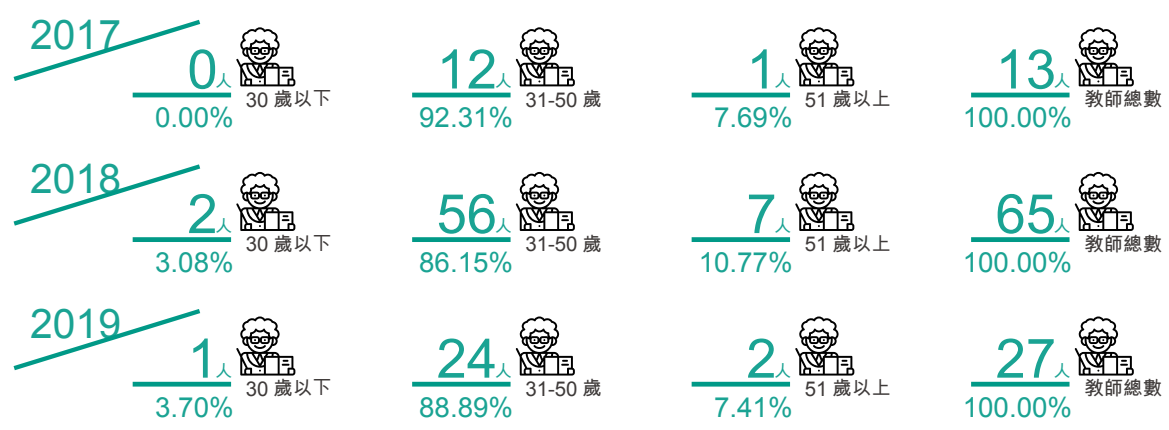 2017
0人 30 歲以下
0.00%
12人 31-50 歲
92.31%
1人 51 歲以上
7.69%
13人 教師總數
100.00%
2018
2人 30 歲以下
3.08%
56人 31-50 歲
86.15%
7人 51 歲以上
10.77%
65人 教師總數
100.00%
2019
1人 30 歲以下
3.70%
24人 31-50 歲
88.89%
2人 51 歲以上
7.41%
27人 教師總數
100.00%